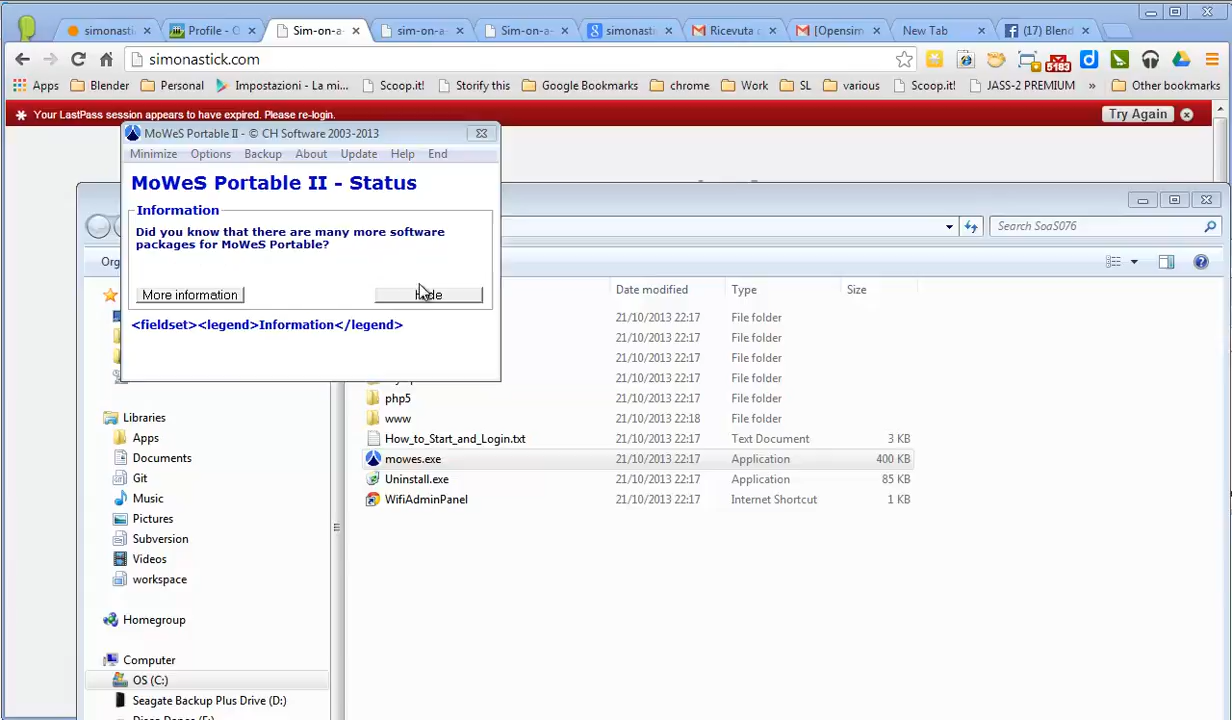 simonasti
Profile - O
Sim-on-a-
sim-on-a-
Sim-on-a-
simonasti
Ricevuta c
[Opensim
New Tab
(17) Blend
simonastick.com
5183
Apps
Blender
Personal
Impostazioni - La mi...
Scoop.it!
Storify this
Google Bookmarks
chrome
Work
SL
various
Scoop.it!
JASS-2 PREMIUM
»
Other bookmarks
Your LastPass session appears to have expired. Please re-login.
Try Again
MoWeS Portable II - © CH Software 2003-2013
Minimize
Options
Backup
About
Update
Help
End
MoWeS Portable II - Status
Information
Did you know that there are many more software
packages for MoWeS Portable?
More information
Hide
<fieldset><legend>Information</legend>
Search SoaS076
Org
Date modified
Type
Size
21/10/2013 22:17
File folder
21/10/2013 22:17
File folder
21/10/2013 22:17
File folder
21/10/2013 22:17
File folder
php5
21/10/2013 22:17
File folder
www
21/10/2013 22:18
File folder
How_to_Start_and_Login.txt
21/10/2013 22:17
Text Document
3 KB
mowes.exe
21/10/2013 22:17
Application
400 KB
Uninstall.exe
21/10/2013 22:17
Application
85 KB
WifiAdminPanel
21/10/2013 22:17
Internet Shortcut
1 KB
Libraries
Apps
Documents
Git
Music
Pictures
Subversion
Videos
workspace
Homegroup
Computer
OS (C:)
Seagate Backup Plus Drive (D:)